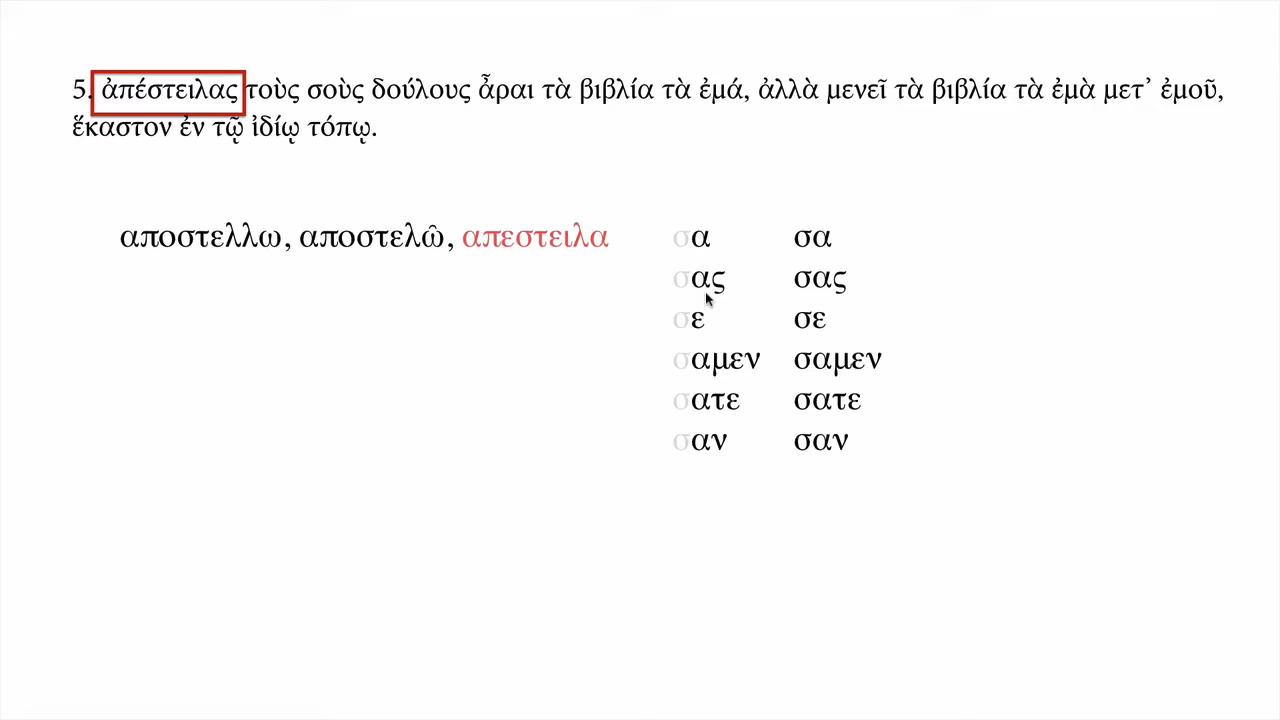 5. ἀπέστειλας τοὺς σοὺς δούλους ἆραι τὰ βιβλία τὰ ἐμά, ἀλλὰ μενεῖ τὰ βιβλία τὰ ἐμὰ μετ᾽ ἐμοῦ,
ἕκαστον ἐν τῷ ἰδίῳ τόπῳ.
αποστελλω, αποστελῶ, απεστειλα σα σα
σας σας
σε σε
σαμεν σαμεν
σατε σατε
σαν σαν